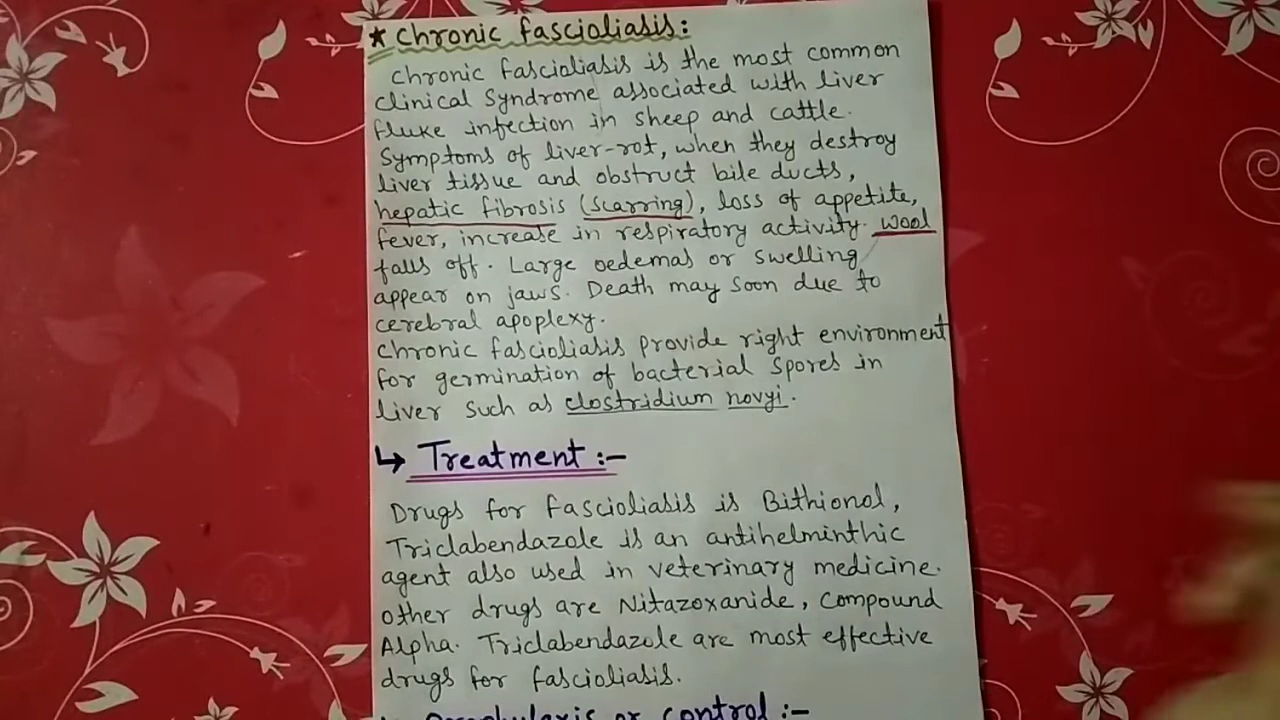 * Chronic fascioliasis:
Chronic fascioliasis is the most common
clinical syndrome associated with liver
fluke infection in sheep and cattle.
Symptoms of liver-rot, when they destroy
liver tissue and obstruct bile ducts,
hepatic fibrosis (scarring), loss of appetite,
fever, increase in respiratory activity. wool
falls off. Large oedemas or swelling
appear on jaws. Death may soon due to
cerebral apoplexy.
Chronic fascioliasis provide right environment
for germination of bacterial spores in
liver such as clostridium novyi.
↳ Treatment :-
Drugs for fascioliasis is Bithionol,
Triclabendazole is an antihelminthic
agent also used in veterinary medicine.
other drugs are Nitazoxanide, Compound
Alpha. Triclabendazole are most effective
drugs for fascioliasis.
or control :-